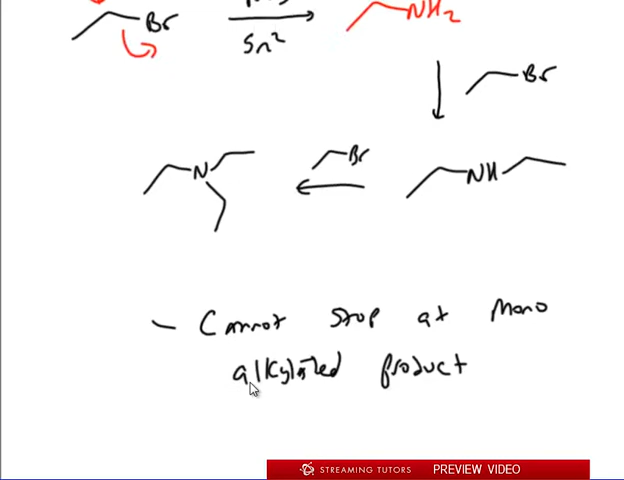 Br
NH2
Sn2
Br
N
Br
NH
- Cannot stop at Mono
alkylated product
STREAMING TUTORS PREVIEW VIDEO